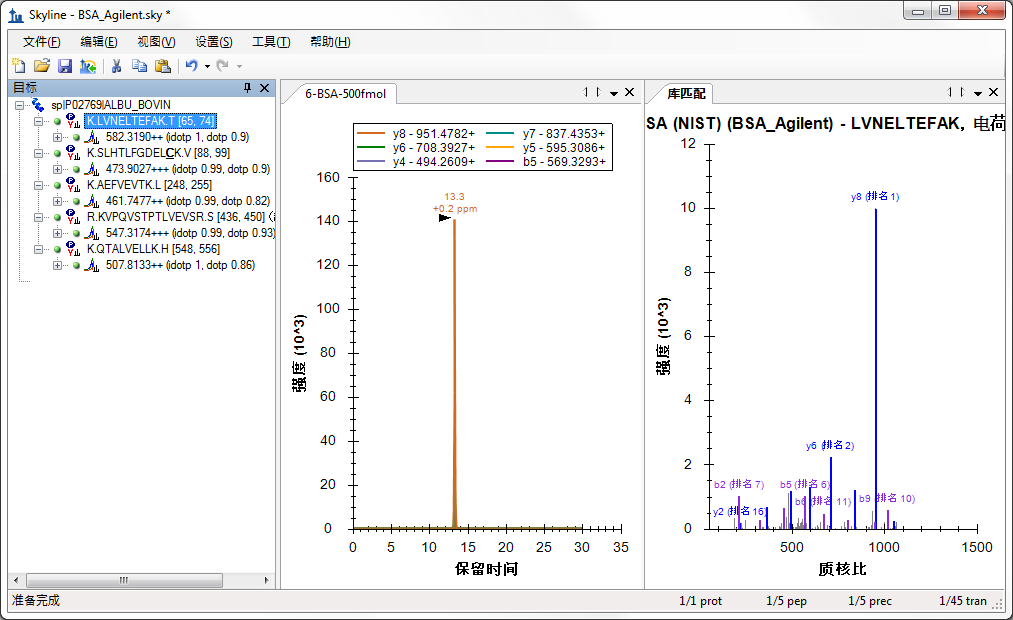 Skyline - BSA_Agilent.sky *
文件(F) 编辑(E) 视图(V) 设置(S) 工具(T) 帮助(H)
目标
sp|P02769|ALBU_BOVIN
K.LVNELTEFAK.T [65, 74]
582.3190++ (idotp 1, dotp 0.9)
K.SLHTLFGDELCK.V [88, 99]
473.9027+++ (idotp 0.99, dotp 0.9)
K.AEFVEVTK.L [248, 255]
461.7477++ (idotp 0.99, dotp 0.82)
R.KVPQVSTPTLVEVSR.S [436, 450]
547.3174+++ (idotp 0.99, dotp 0.93)
K.QTALVELLK.H [548, 556]
507.8133++ (idotp 1, dotp 0.86)
6-BSA-500fmol
y8 - 951.4782+ y7 - 837.4353+
y6 - 708.3927+ y5 - 595.3086+
y4 - 494.2609+ b5 - 569.3293+
160
140
120
100
80
60
40
20
0
13.3
+0.2 ppm
强度 (10^3)
0 5 10 15 20 25 30 35
保留时间
库匹配
SA (NIST) (BSA_Agilent) - LVNELTEFAK, 电荷
12
10
8
6
4
2
0
强度 (10^3)
y8 (排名 1)
y6 (排名 2)
b2 (排名 7)
b5 (排名 6)
b9 (排名 10)
b6 (排名 11)
y2 (排名 16)
500 1000 1500
质核比
准备完成
1/1 prot 1/5 pep 1/5 prec 1/45 tran